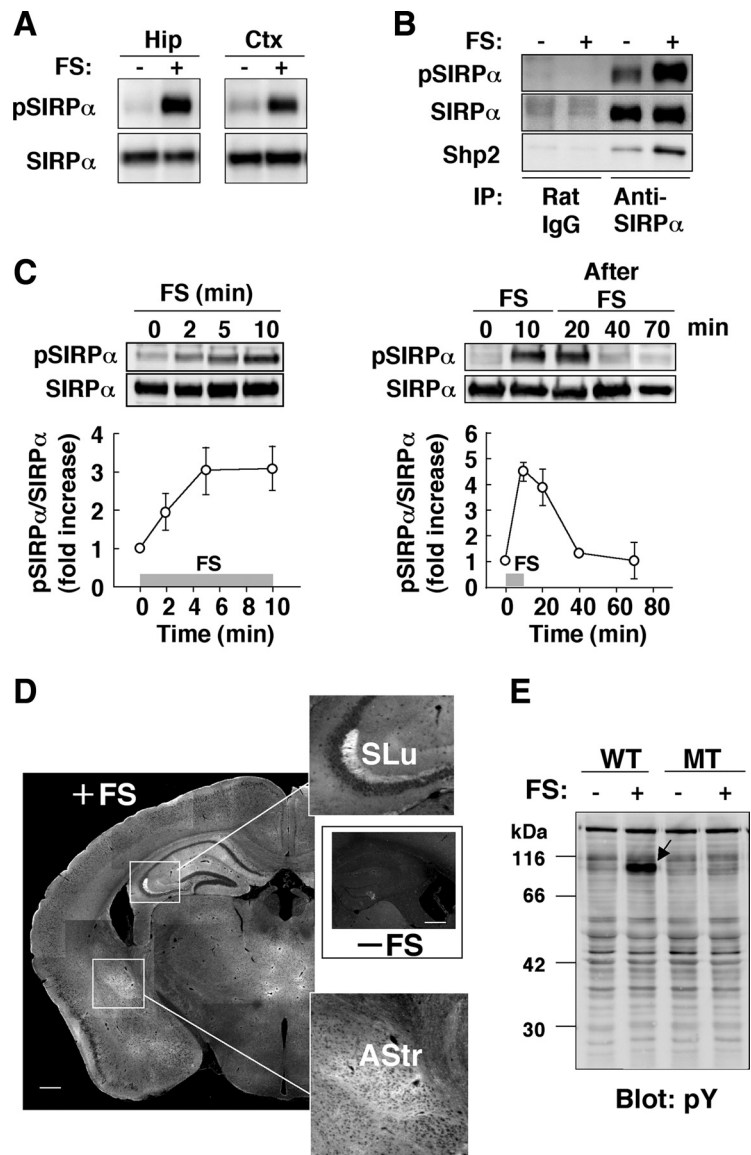 A
Hip Ctx
FS: - + - +
pSIRPα
SIRPα
B
FS: - + - +
pSIRPα
SIRPα
Shp2
IP: Rat IgG Anti-SIRPα
C
FS (min)
0 2 5 10
pSIRPα
SIRPα
pSIRPα/SIRPα
(fold increase)
4
3
2
1
0
FS
0 2 4 6 8 10
Time (min)
After
FS FS
0 10 20 40 70 min
pSIRPα
SIRPα
pSIRPα/SIRPα
(fold increase)
6
5
4
3
2
1
0
FS
0 20 40 60 80
Time (min)
D
+FS
SLu
−FS
AStr
E
WT MT
FS: - + - +
kDa
116
66
42
30
Blot: pY